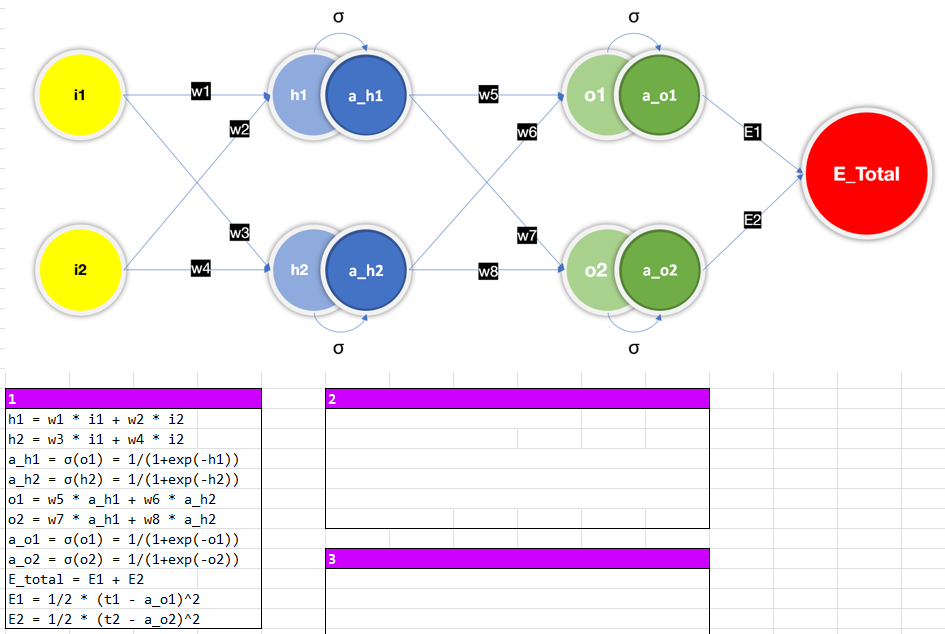 σ
σ
i1
w1
h1
a_h1
w5
o1
a_o1
w2
w6
E1
E_Total
w3
w7
E2
i2
w4
h2
a_h2
w8
o2
a_o2
σ
σ
1
h1 = w1 * i1 + w2 * i2
h2 = w3 * i1 + w4 * i2
a_h1 = σ(o1) = 1/(1+exp(-h1))
a_h2 = σ(h2) = 1/(1+exp(-h2))
o1 = w5 * a_h1 + w6 * a_h2
o2 = w7 * a_h1 + w8 * a_h2
a_o1 = σ(o1) = 1/(1+exp(-o1))
a_o2 = σ(o2) = 1/(1+exp(-o2))
E_total = E1 + E2
E1 = 1/2 * (t1 - a_o1)^2
E2 = 1/2 * (t2 - a_o2)^2
2
3